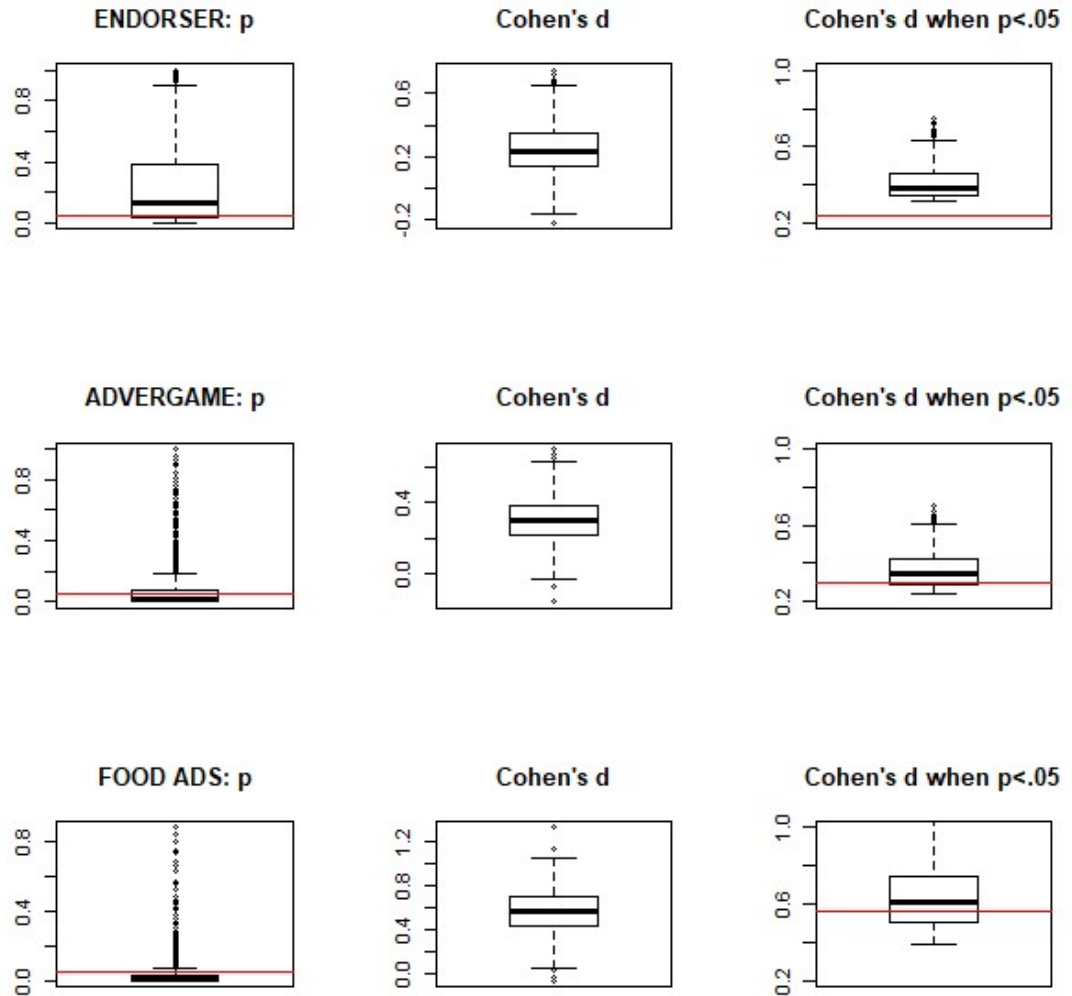 ENDORSER: p
Cohen's d
Cohen's d when p<.05
0.0 0.4 0.8
-0.2 0.2 0.6
0.2 0.6 1.0
ADVERGAME: p
Cohen's d
Cohen's d when p<.05
0.0 0.4 0.8
0.0 0.4
0.2 0.6 1.0
FOOD ADS: p
Cohen's d
Cohen's d when p<.05
0.0 0.4 0.8
0.0 0.4 0.8 1.2
0.2 0.6 1.0